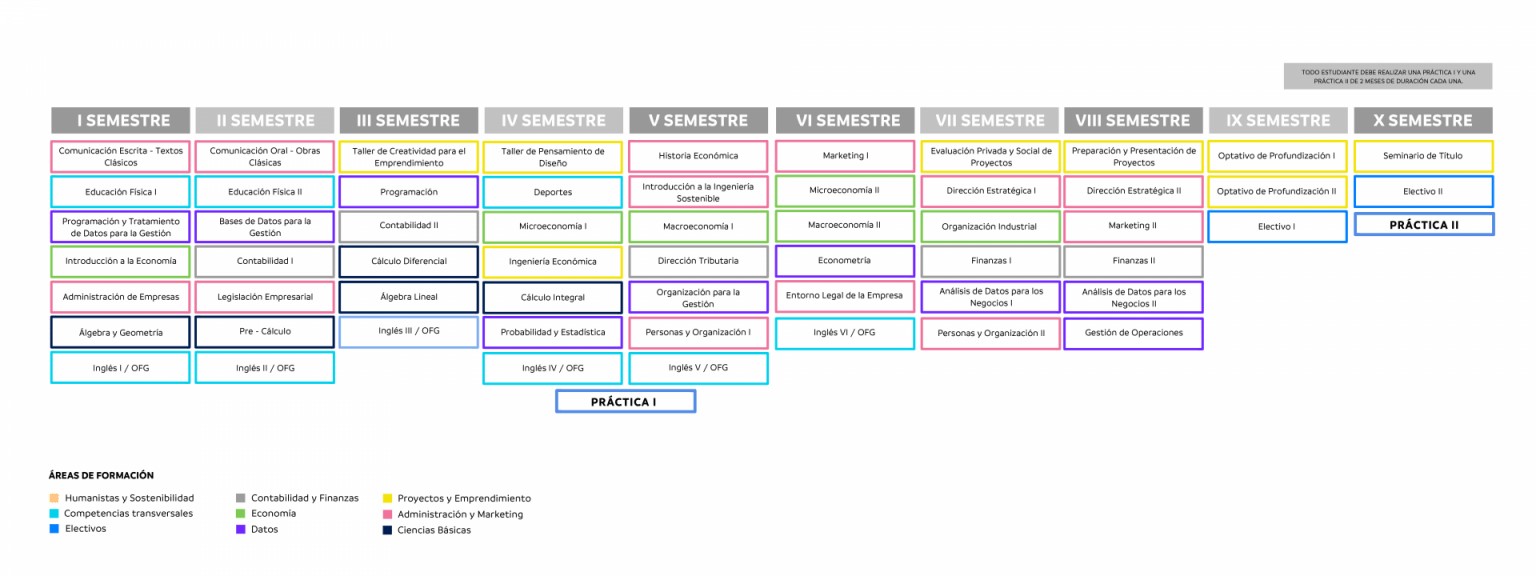 TODO ESTUDIANTE DEBE REALIZAR UNA PRÁCTICA I Y UNA
PRÁCTICA II DE 2 MESES DE DURACIÓN CADA UNA.
I SEMESTRE
Comunicación Escrita - Textos
Clásicos
Educación Física I
Programación y Tratamiento
de Datos para la Gestión
Introducción a la Economía
Administración de Empresas
Álgebra y Geometría
Inglés I / OFG
II SEMESTRE
Comunicación Oral - Obras
Clásicas
Educación Física II
Bases de Datos para la
Gestión
Contabilidad I
Legislación Empresarial
Pre - Cálculo
Inglés II / OFG
III SEMESTRE
Taller de Creatividad para el
Emprendimiento
Programación
Contabilidad II
Cálculo Diferencial
Álgebra Lineal
Inglés III / OFG
IV SEMESTRE
Taller de Pensamiento de
Diseño
Deportes
Microeconomía I
Ingeniería Económica
Cálculo Integral
Probabilidad y Estadística
Inglés IV / OFG
V SEMESTRE
Historia Económica
Introducción a la Ingeniería
Sostenible
Macroeconomía I
Dirección Tributaria
Organización para la
Gestión
Personas y Organización I
Inglés V / OFG
PRÁCTICA I
VI SEMESTRE
Marketing I
Microeconomía II
Macroeconomía II
Econometría
Entorno Legal de la Empresa
Inglés VI / OFG
VII SEMESTRE
Evaluación Privada y Social de
Proyectos
Dirección Estratégica I
Organización Industrial
Finanzas I
Análisis de Datos para los
Negocios I
Personas y Organización II
VIII SEMESTRE
Preparación y Presentación de
Proyectos
Dirección Estratégica II
Marketing II
Finanzas II
Análisis de Datos para los
Negocios II
Gestión de Operaciones
IX SEMESTRE
Optativo de Profundización I
Optativo de Profundización II
Electivo I
X SEMESTRE
Seminario de Título
Electivo II
PRÁCTICA II
ÁREAS DE FORMACIÓN
Humanistas y Sostenibilidad
Competencias transversales
Electivos
Contabilidad y Finanzas
Economía
Datos
Proyectos y Emprendimiento
Administración y Marketing
Ciencias Básicas